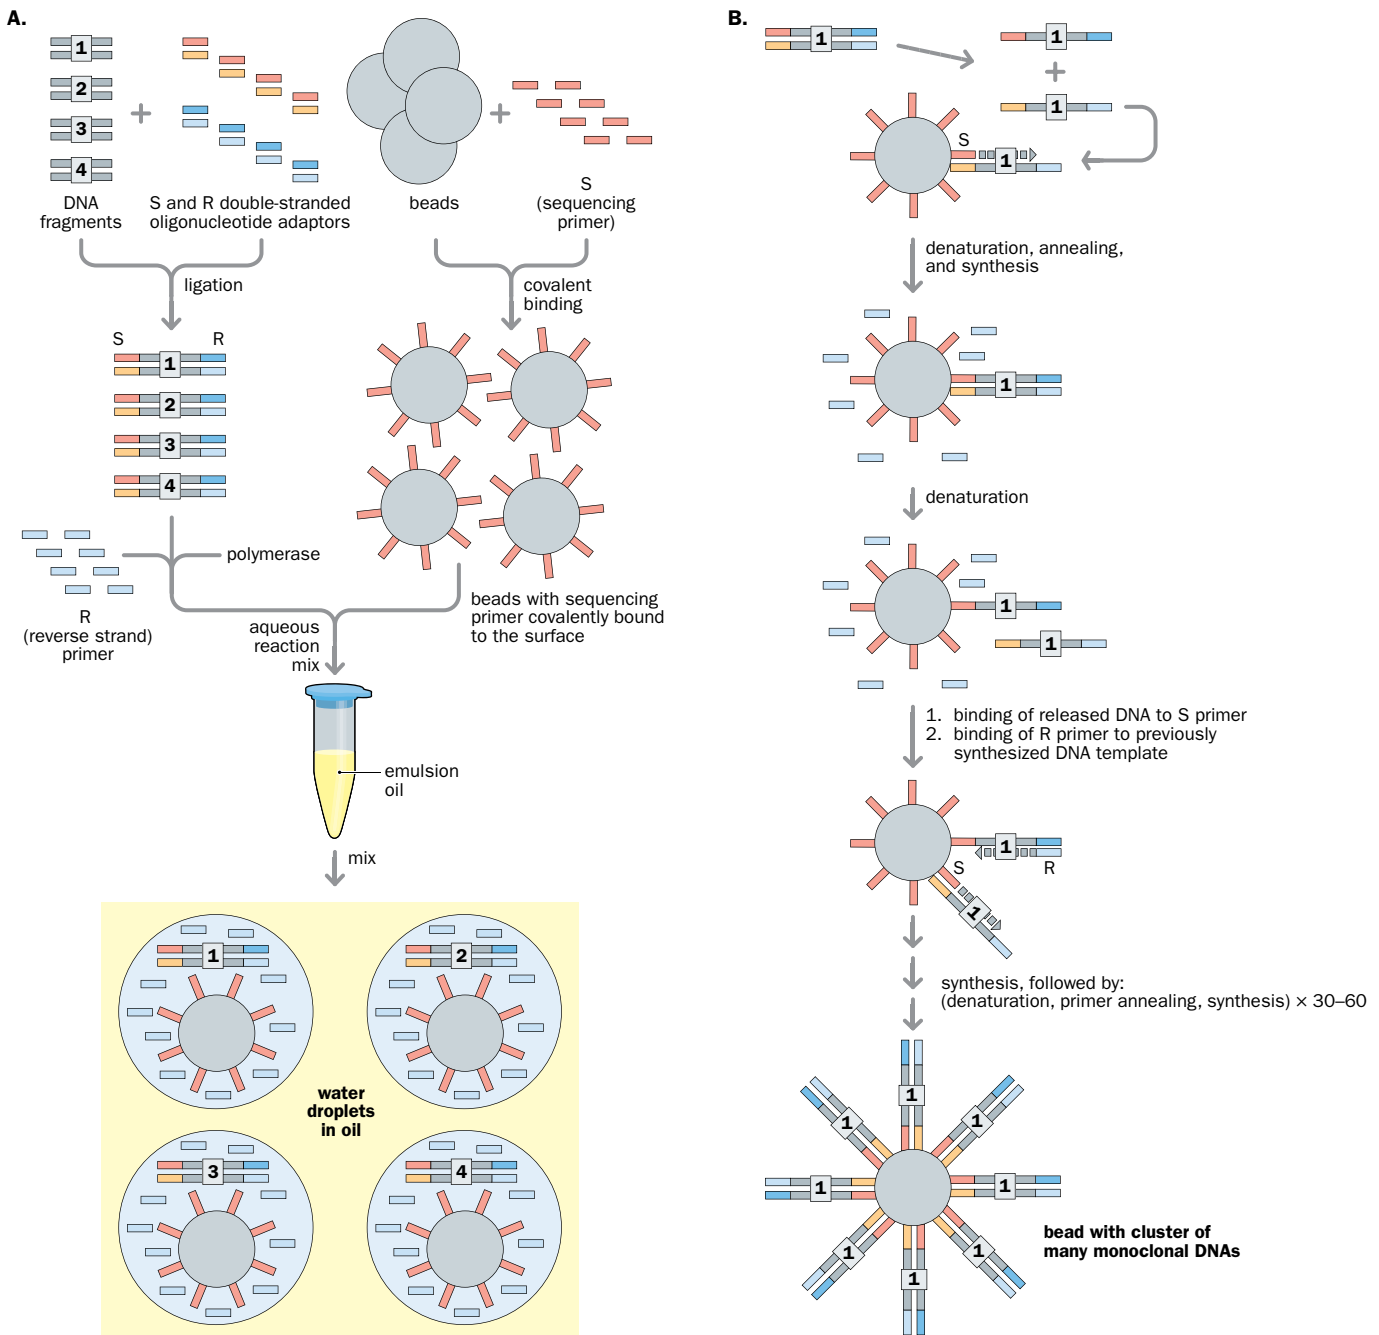 A.
1
2
3
4
DNA
fragments
S and R double-stranded
oligonucleotide adaptors
beads
S
(sequencing
primer)
ligation
covalent
binding
S
R
1
2
3
4
polymerase
R
(reverse strand)
primer
beads with sequencing
primer covalently bound
to the surface
aqueous
reaction
mix
emulsion
oil
mix
1
2
water
droplets
in oil
3
4
B.
1
1
1
S
1
denaturation, annealing,
and synthesis
1
denaturation
1
1
1. binding of released DNA to S primer
2. binding of R primer to previously
synthesized DNA template
1
S
R
1
synthesis, followed by:
(denaturation, primer annealing, synthesis) × 30–60
1
1
1
1
1
1
1
1
bead with cluster of
many monoclonal DNAs